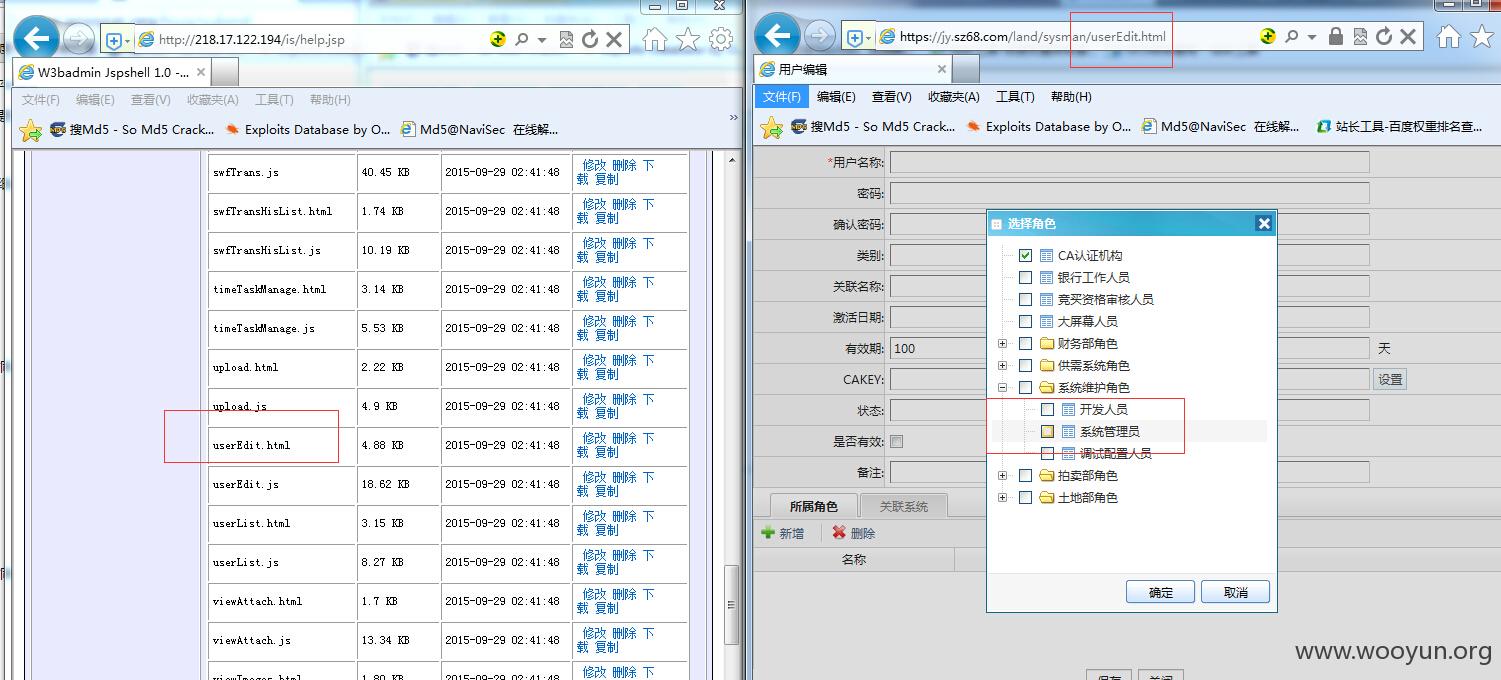 http://218.17.122.194/is/help.jsp
W3badmin Jspshell 1.0 -...
文件(F) 编辑(E) 查看(V) 收藏夹(A) 工具(T) 帮助(H)
搜Md5 - So Md5 Crack... Exploits Database by O... Md5@NaviSec 在线解...
swfTrans.js 40.45 KB 2015-09-29 02:41:48 修改 删除 下载 复制
swfTransHisList.html 1.74 KB 2015-09-29 02:41:48 修改 删除 下载 复制
swfTransHisList.js 10.19 KB 2015-09-29 02:41:48 修改 删除 下载 复制
timeTaskManage.html 3.14 KB 2015-09-29 02:41:48 修改 删除 下载 复制
timeTaskManage.js 5.53 KB 2015-09-29 02:41:48 修改 删除 下载 复制
upload.html 2.22 KB 2015-09-29 02:41:48 修改 删除 下载 复制
upload.js 4.9 KB 2015-09-29 02:41:48 修改 删除 下载 复制
userEdit.html 4.88 KB 2015-09-29 02:41:48 修改 删除 下载 复制
userEdit.js 18.62 KB 2015-09-29 02:41:48 修改 删除 下载 复制
userList.html 3.15 KB 2015-09-29 02:41:48 修改 删除 下载 复制
userList.js 8.27 KB 2015-09-29 02:41:48 修改 删除 下载 复制
viewAttach.html 1.7 KB 2015-09-29 02:41:48 修改 删除 下载 复制
viewAttach.js 13.34 KB 2015-09-29 02:41:48 修改 删除 下载 复制
viewImages.html 1.80 KB 2015-09-29 02:41:48 修改 删除 下
https://jy.sz68.com/land/sysman/userEdit.html
用户编辑
文件(F) 编辑(E) 查看(V) 收藏夹(A) 工具(T) 帮助(H)
搜Md5 - So Md5 Crack... Exploits Database by O... Md5@NaviSec 在线解... 站长工具-百度权重排名查...
*用户名称:
密码:
确认密码:
类别:
关联名称:
激活日期:
有效期: 100 天
CAKEY: 设置
状态:
是否有效:
备注:
所属角色 关联系统
新增 删除
名称
选择角色
CA认证机构
银行工作人员
竞买资格审核人员
大屏幕人员
财务部角色
供需系统角色
系统维护角色
开发人员
系统管理员
调试配置人员
拍卖部角色
土地部角色
确定 取消
保存 关闭
www.wooyun.org